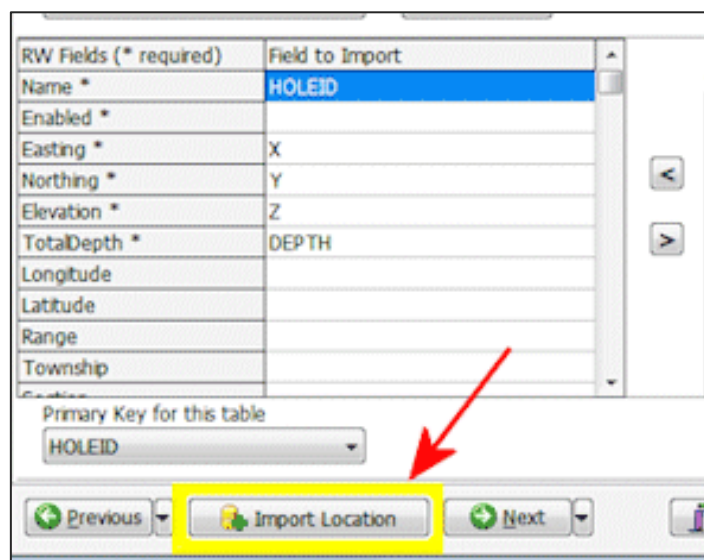 RW Fields (* required) Field to Import
Name * HOLEID
Enabled *
Easting * X
Northing * Y
Elevation * Z
TotalDepth * DEPTH
Longitude
Latitude
Range
Township
Primary Key for this table
HOLEID
Previous Import Location Next